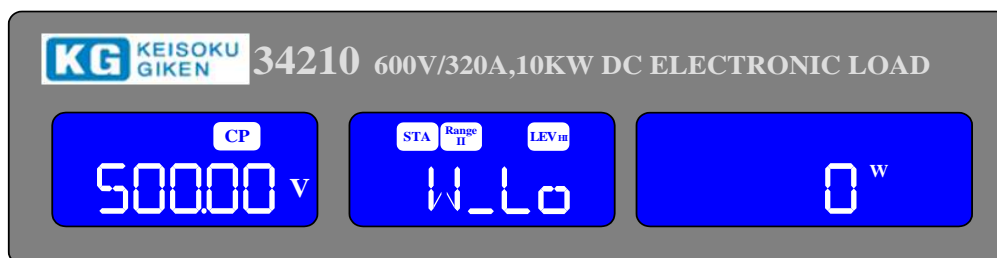 KG KEISOKU GIKEN 34210 600V/320A,10KW DC ELECTRONIC LOAD
CP
500.00 V
STA Range II LEV HI
W_Lo
0 W